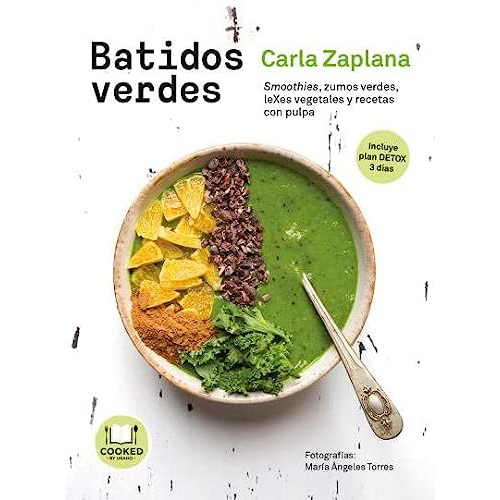 Batidos
verdes
Carla Zaplana
Smoothies, zumos verdes,
leXes vegetales y recetas
con pulpa
incluye
plan DETOX
3 días
COOKED
BY URANO
Fotografías:
María Ángeles Torres